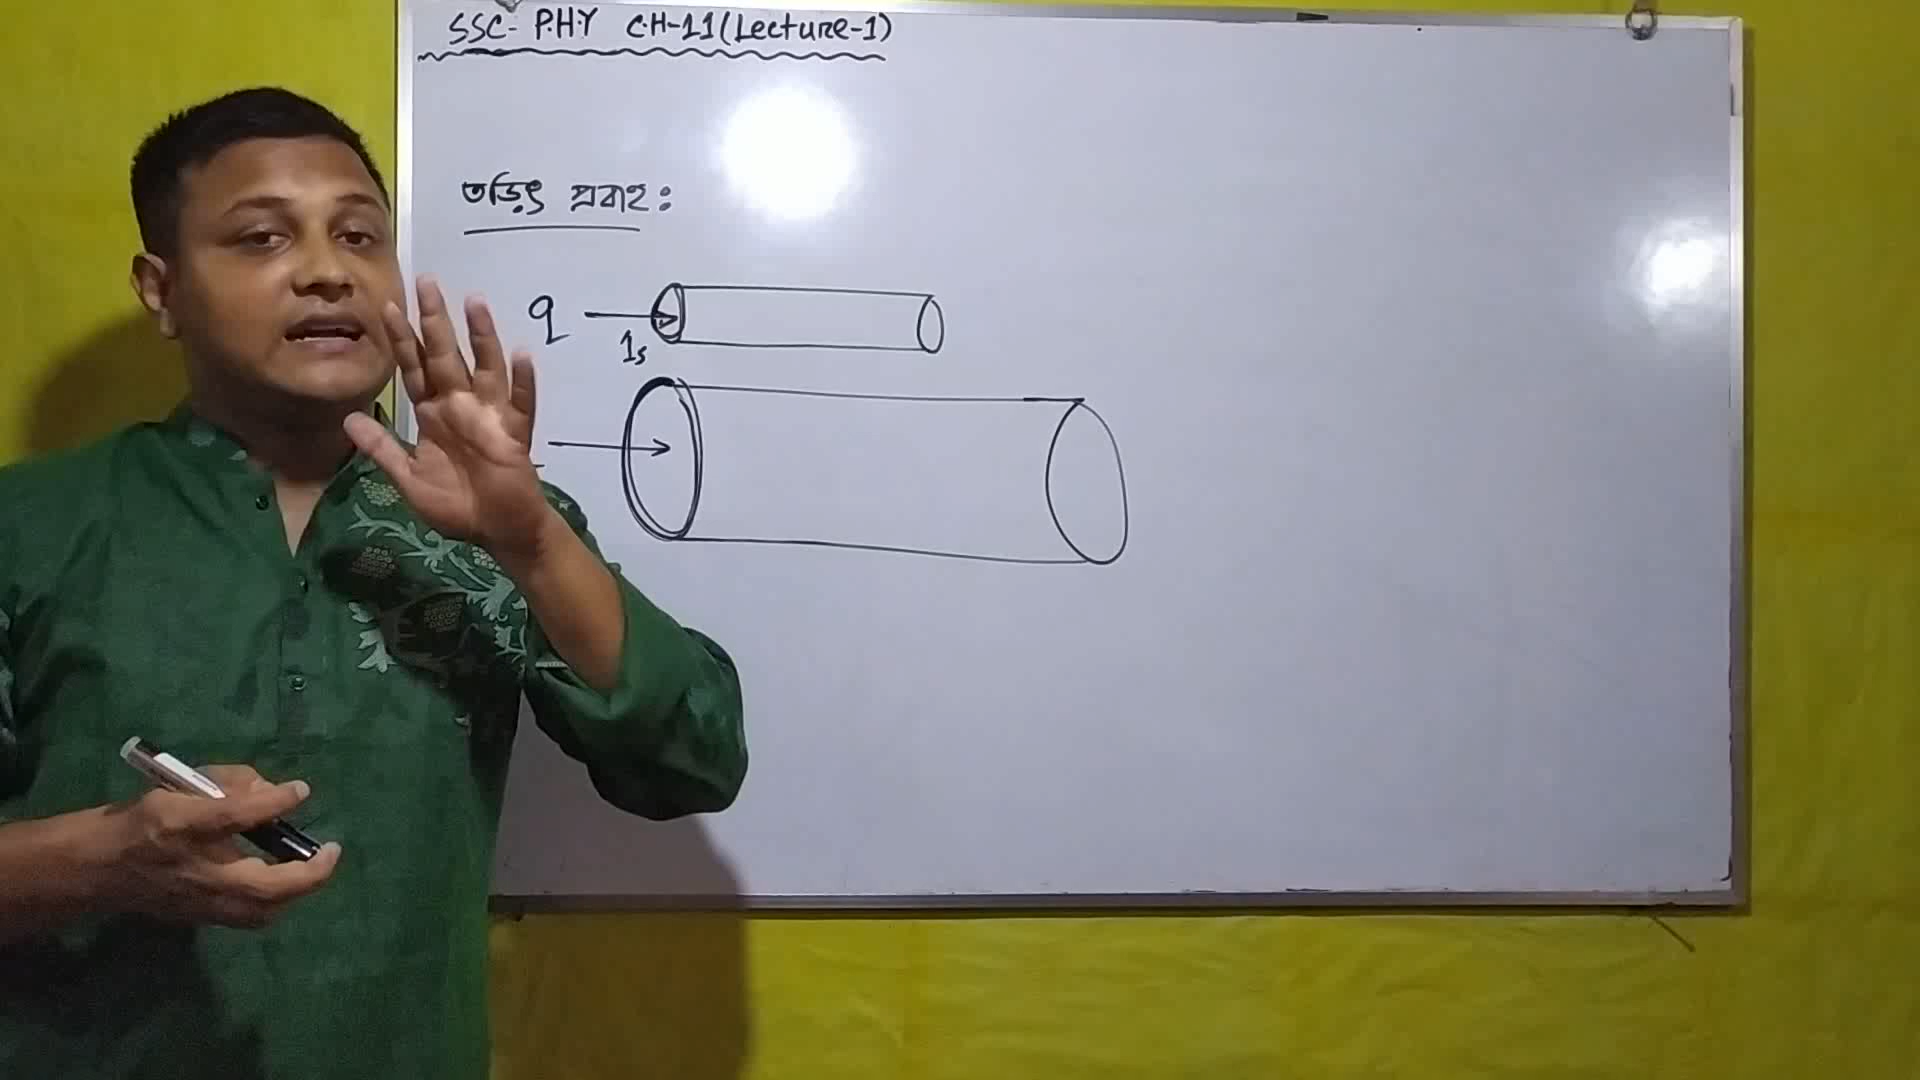 SSC- P.H.Y CH-11(Lecture-1)
তড়িৎ প্রবাহ:
q
1s